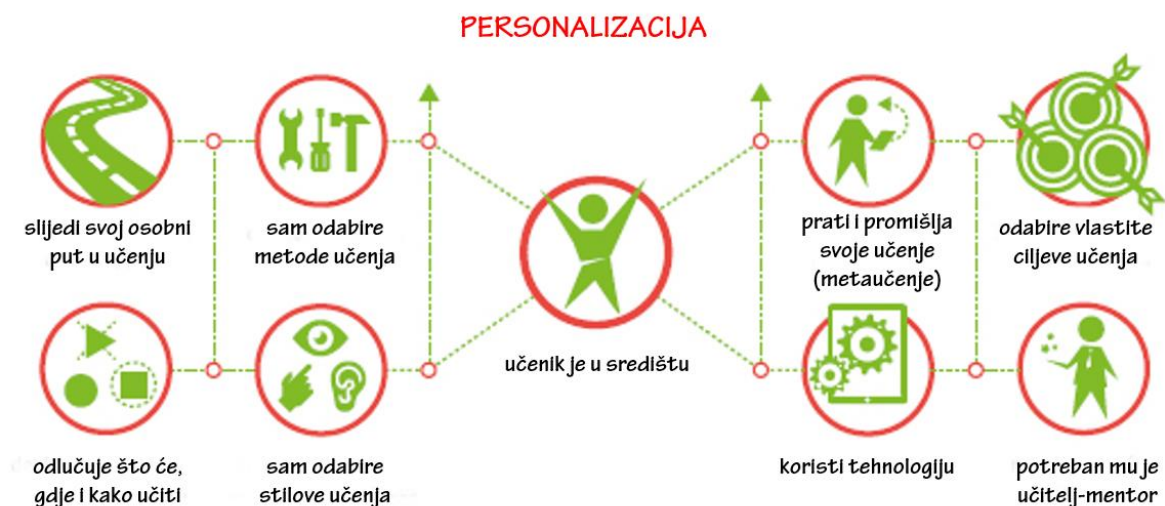 PERSONALIZACIJA
slijedi svoj osobni
put u učenju
sam odabire
metode učenja
učenik je u središtu
prati i promišlja
svoje učenje
(metaučenje)
odabire vlastite
ciljeve učenja
odlučuje što će,
gdje i kako učiti
sam odabire
stilove učenja
koristi tehnologiju
potreban mu je
učitelj-mentor